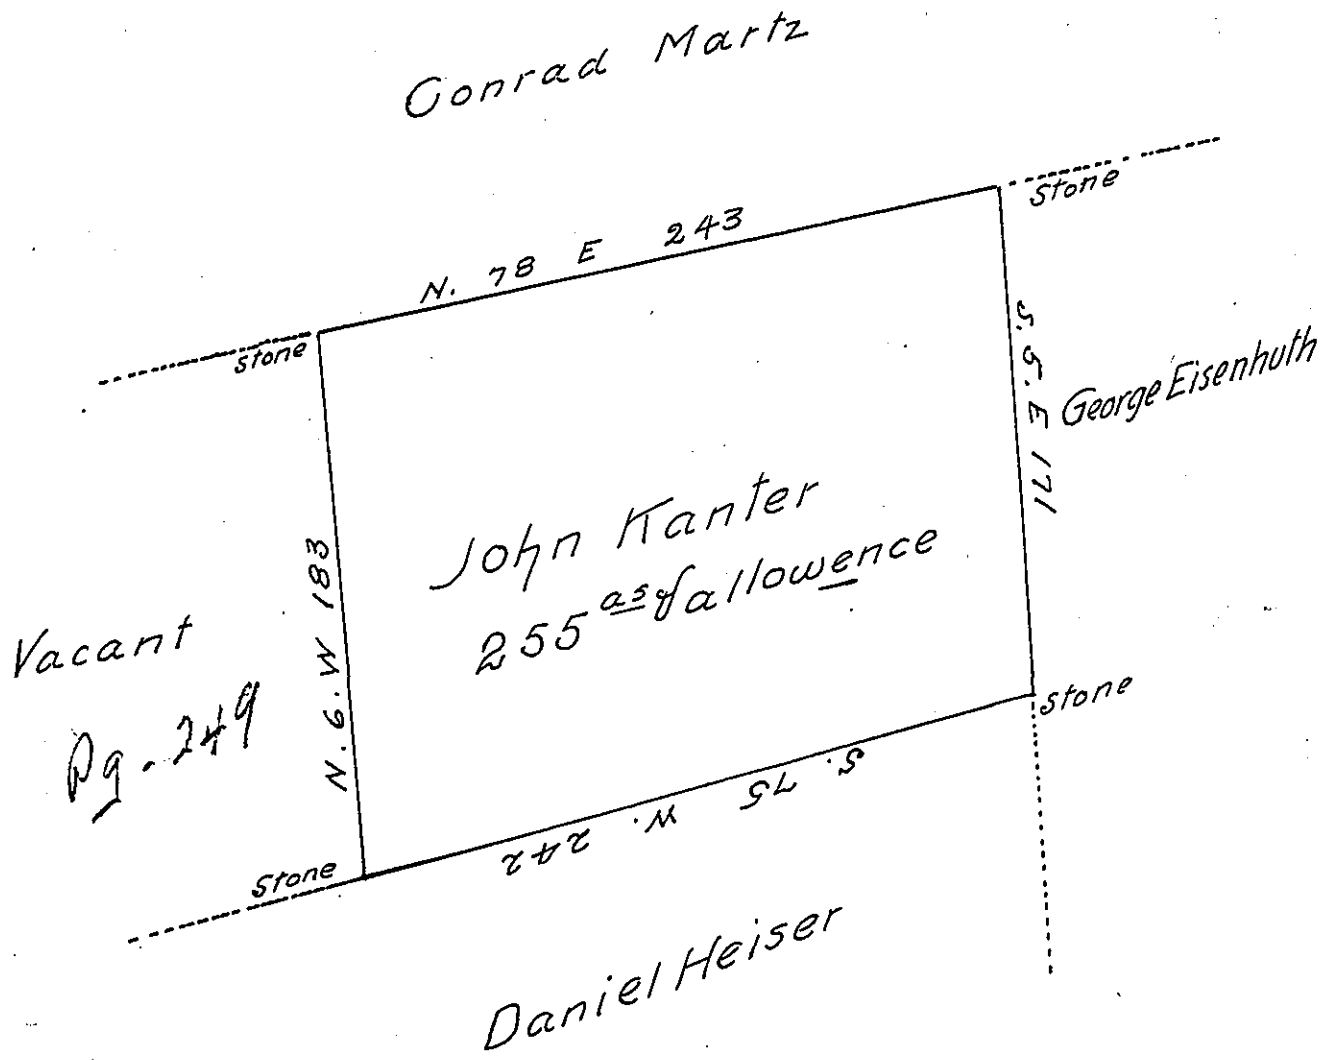 Conrad Martz
Stone
N. 78 E 243
Stone
S. 5. E 171
George Eisenhuth
John Kanter
255 as & allowence
N. 6. W 183
Vacant
Pg. 249
Stone
S. 75 W. 242
Stone
Daniel Heiser